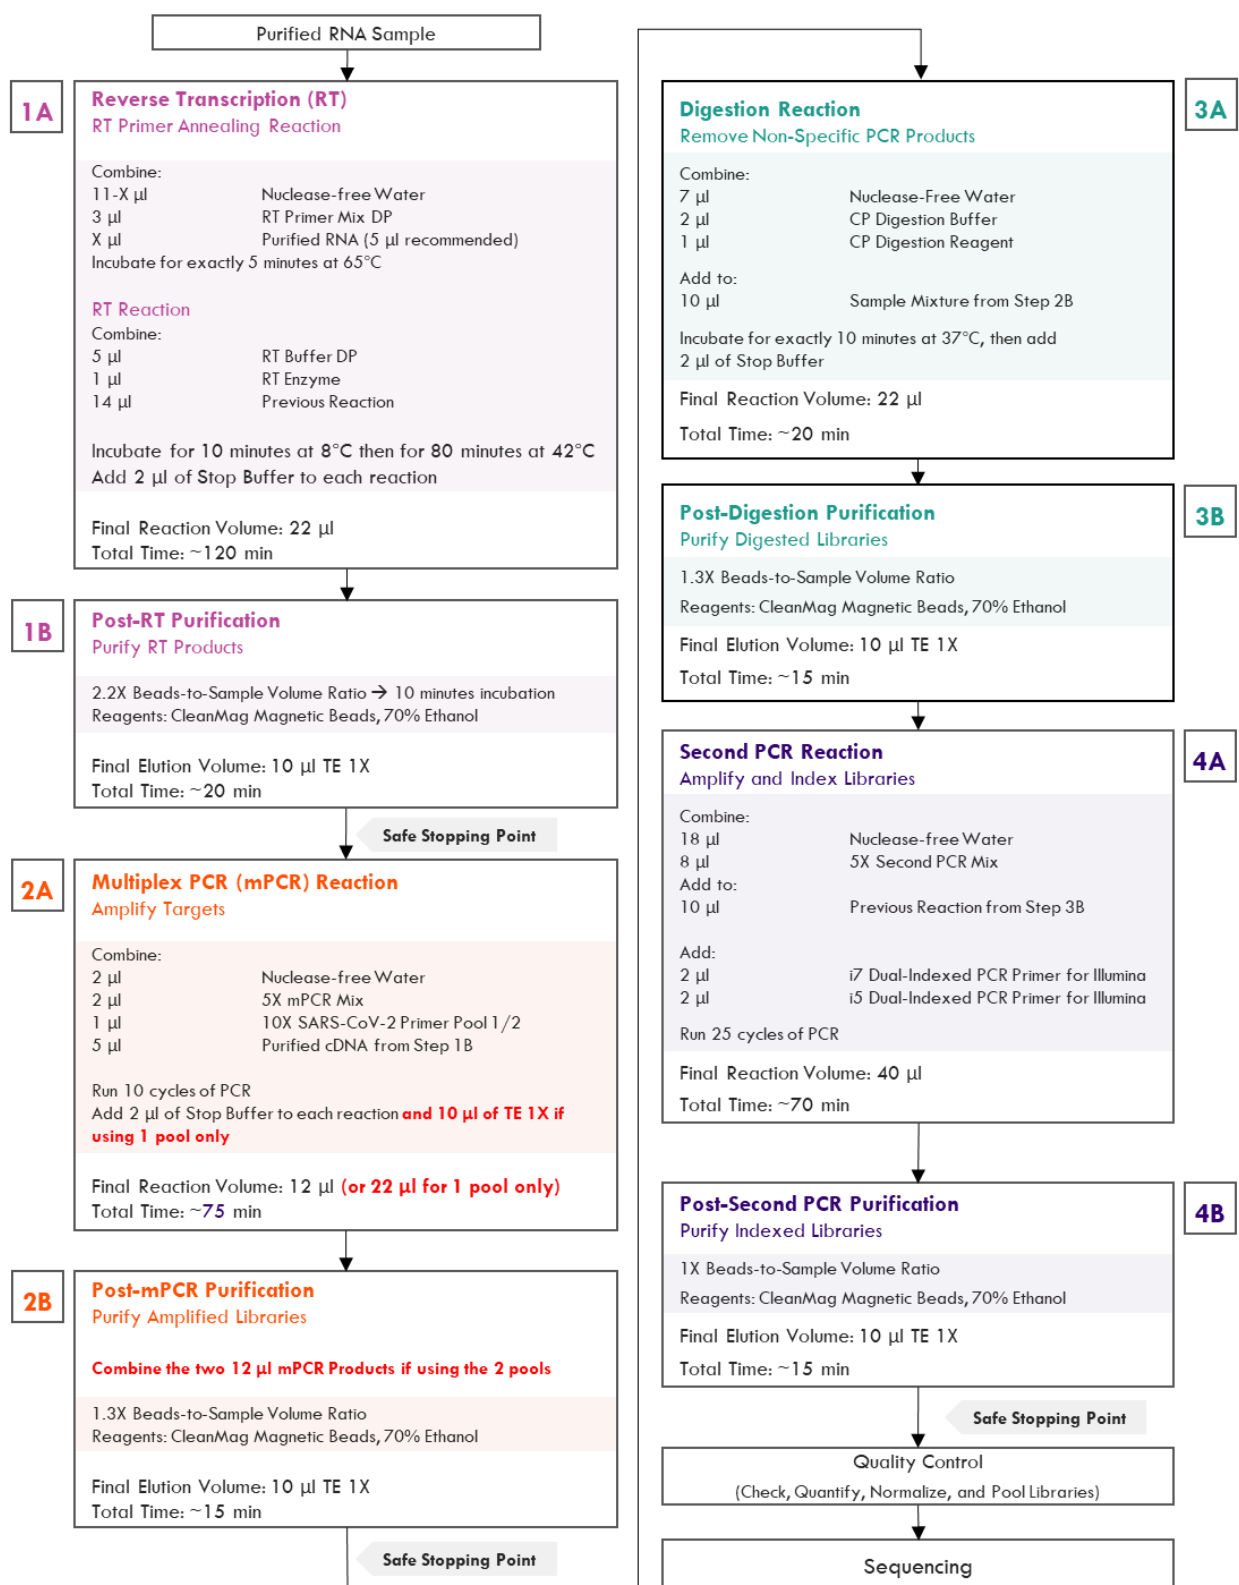 Purified RNA Sample
1A
Reverse Transcription (RT)
RT Primer Annealing Reaction
Combine:
11-X µl Nuclease-free Water
3 µl RT Primer Mix DP
X µl Purified RNA (5 µl recommended)
Incubate for exactly 5 minutes at 65°C
RT Reaction
Combine:
5 µl RT Buffer DP
1 µl RT Enzyme
14 µl Previous Reaction
Incubate for 10 minutes at 8°C then for 80 minutes at 42°C
Add 2 µl of Stop Buffer to each reaction
Final Reaction Volume: 22 µl
Total Time: ~120 min
1B
Post-RT Purification
Purify RT Products
2.2X Beads-to-Sample Volume Ratio → 10 minutes incubation
Reagents: CleanMag Magnetic Beads, 70% Ethanol
Final Elution Volume: 10 µl TE 1X
Total Time: ~20 min
Safe Stopping Point
2A
Multiplex PCR (mPCR) Reaction
Amplify Targets
Combine:
2 µl Nuclease-free Water
2 µl 5X mPCR Mix
1 µl 10X SARS-CoV-2 Primer Pool 1/2
5 µl Purified cDNA from Step 1B
Run 10 cycles of PCR
Add 2 µl of Stop Buffer to each reaction and 10 µl of TE 1X if
using 1 pool only
Final Reaction Volume: 12 µl (or 22 µl for 1 pool only)
Total Time: ~75 min
2B
Post-mPCR Purification
Purify Amplified Libraries
Combine the two 12 µl mPCR Products if using the 2 pools
1.3X Beads-to-Sample Volume Ratio
Reagents: CleanMag Magnetic Beads, 70% Ethanol
Final Elution Volume: 10 µl TE 1X
Total Time: ~15 min
Safe Stopping Point
3A
Digestion Reaction
Remove Non-Specific PCR Products
Combine:
7 µl Nuclease-Free Water
2 µl CP Digestion Buffer
1 µl CP Digestion Reagent
Add to:
10 µl Sample Mixture from Step 2B
Incubate for exactly 10 minutes at 37°C, then add
2 µl of Stop Buffer
Final Reaction Volume: 22 µl
Total Time: ~20 min
3B
Post-Digestion Purification
Purify Digested Libraries
1.3X Beads-to-Sample Volume Ratio
Reagents: CleanMag Magnetic Beads, 70% Ethanol
Final Elution Volume: 10 µl TE 1X
Total Time: ~15 min
4A
Second PCR Reaction
Amplify and Index Libraries
Combine:
18 µl Nuclease-free Water
8 µl 5X Second PCR Mix
Add to:
10 µl Previous Reaction from Step 3B
Add:
2 µl i7 Dual-Indexed PCR Primer for Illumina
2 µl i5 Dual-Indexed PCR Primer for Illumina
Run 25 cycles of PCR
Final Reaction Volume: 40 µl
Total Time: ~70 min
4B
Post-Second PCR Purification
Purify Indexed Libraries
1X Beads-to-Sample Volume Ratio
Reagents: CleanMag Magnetic Beads, 70% Ethanol
Final Elution Volume: 10 µl TE 1X
Total Time: ~15 min
Safe Stopping Point
Quality Control
(Check, Quantify, Normalize, and Pool Libraries)
Sequencing